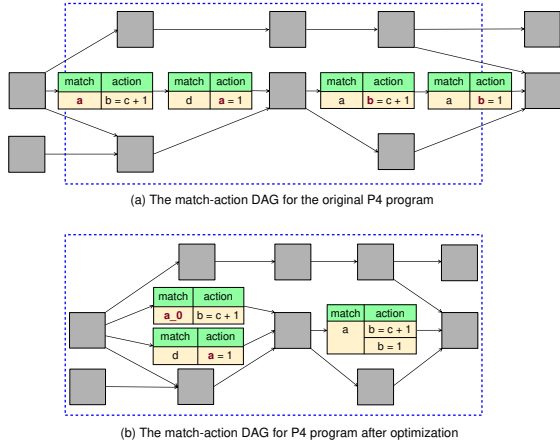 match action match action match action match action
a b = c + 1 d a = 1 a b = c + 1 a b = 1
(a) The match-action DAG for the original P4 program
match action
a_0 b = c + 1
match action
d a = 1
match action
a b = c + 1
b = 1
(b) The match-action DAG for P4 program after optimization